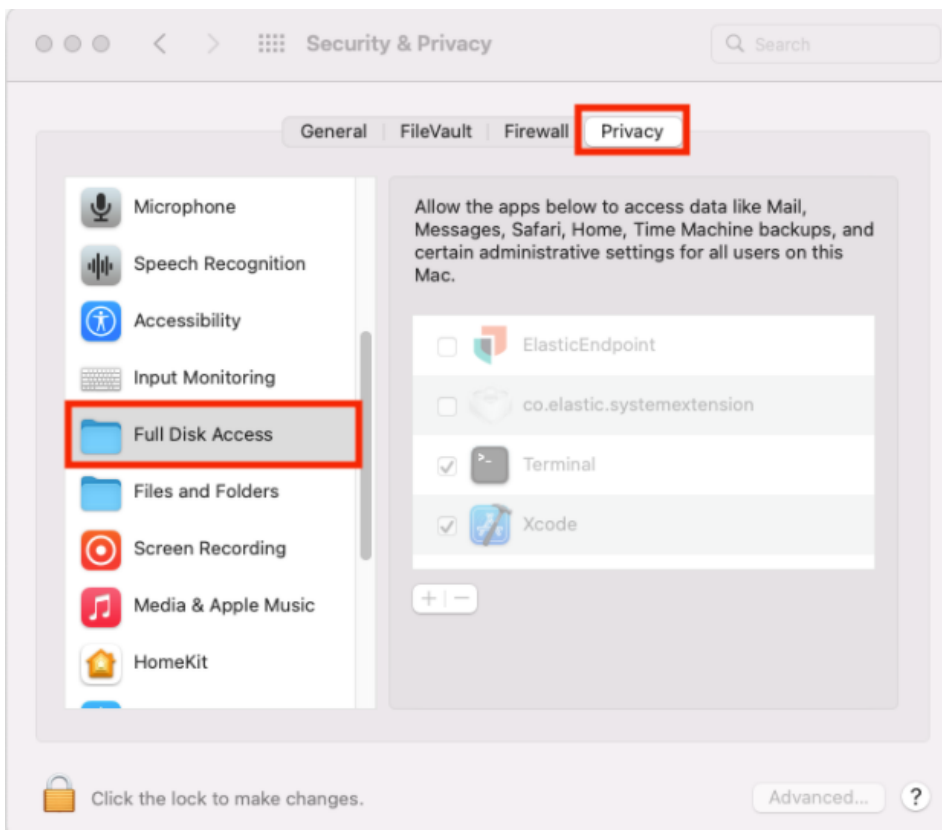 Security & Privacy
Search
General
FileVault
Firewall
Privacy
Microphone
Speech Recognition
Accessibility
Input Monitoring
Full Disk Access
Files and Folders
Screen Recording
Media & Apple Music
HomeKit
Allow the apps below to access data like Mail,
Messages, Safari, Home, Time Machine backups, and
certain administrative settings for all users on this
Mac.
ElasticEndpoint
co.elastic.systemextension
Terminal
Xcode
+ −
Click the lock to make changes.
Advanced...
?